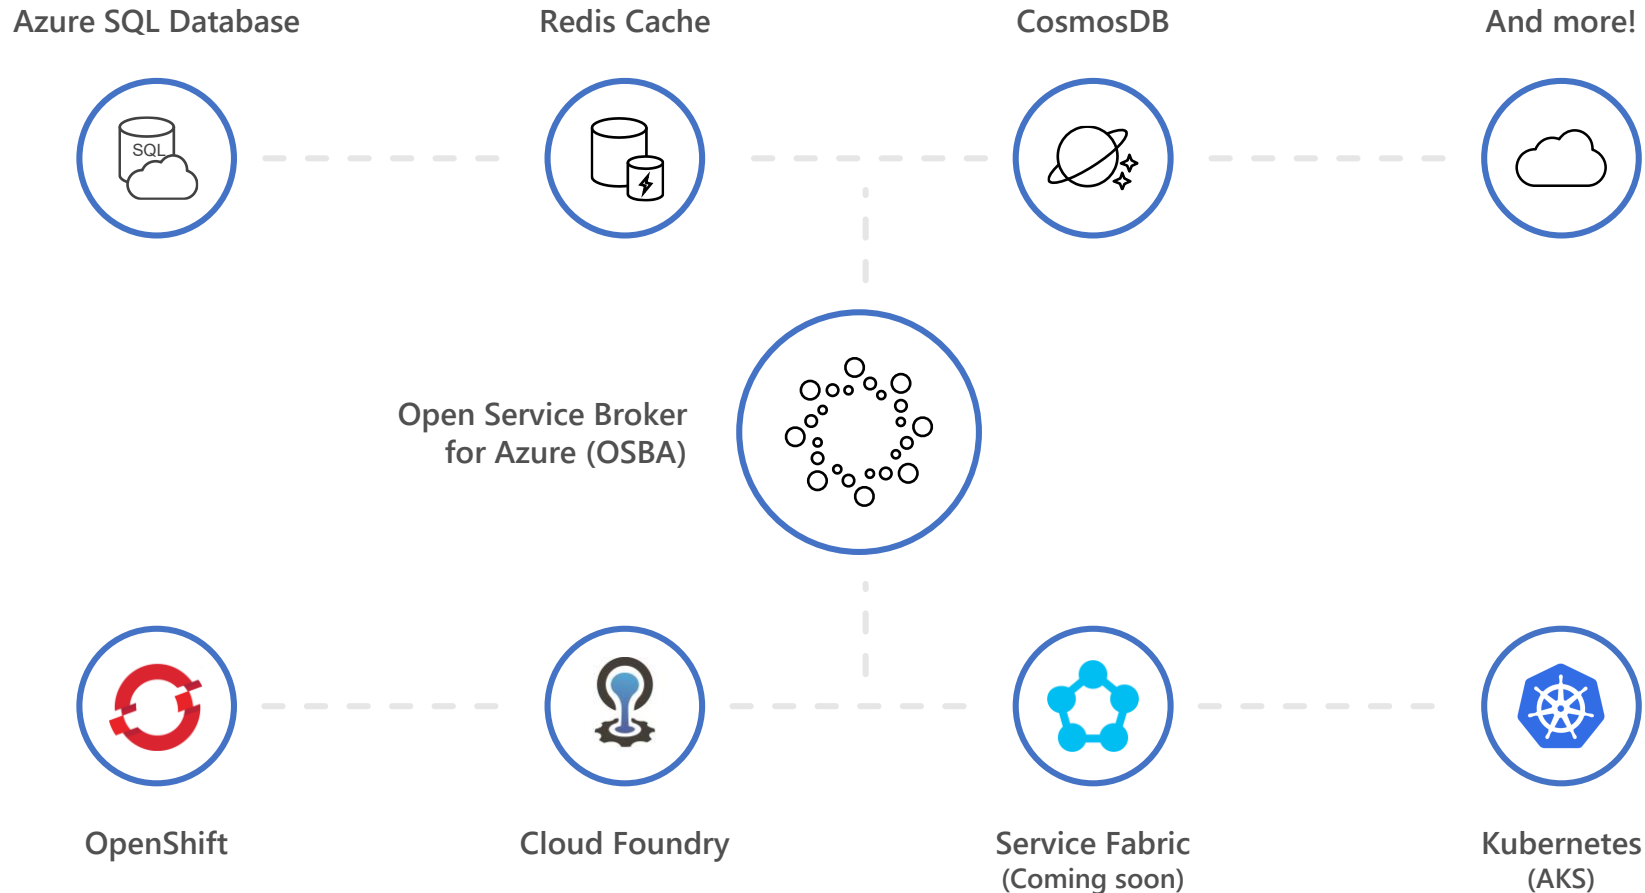 Azure SQL Database
Redis Cache
CosmosDB
And more!
SQL
Open Service Broker
for Azure (OSBA)
OpenShift
Cloud Foundry
Service Fabric
(Coming soon)
Kubernetes
(AKS)